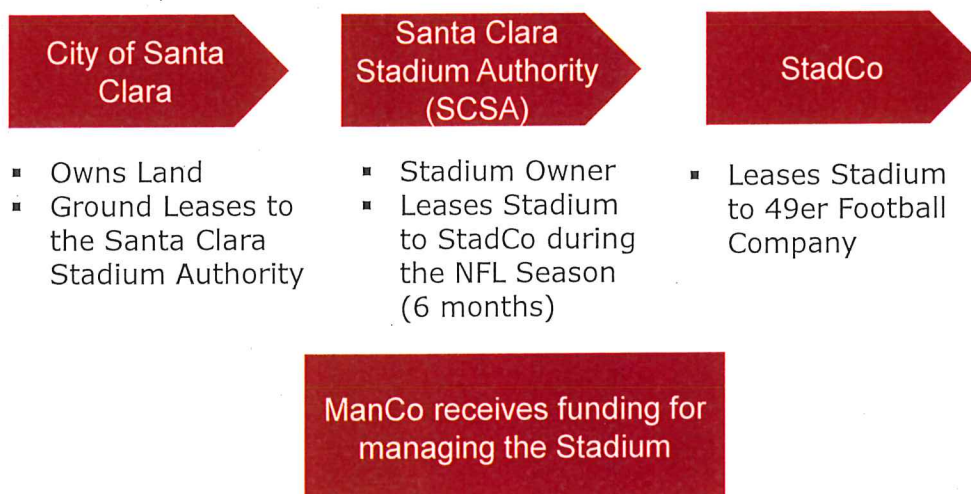 City of Santa
Clara
Santa Clara
Stadium Authority
(SCSA)
StadCo
▪ Owns Land
▪ Ground Leases to
the Santa Clara
Stadium Authority
▪ Stadium Owner
▪ Leases Stadium
to StadCo during
the NFL Season
(6 months)
▪ Leases Stadium
to 49er Football
Company
ManCo receives funding for
managing the Stadium